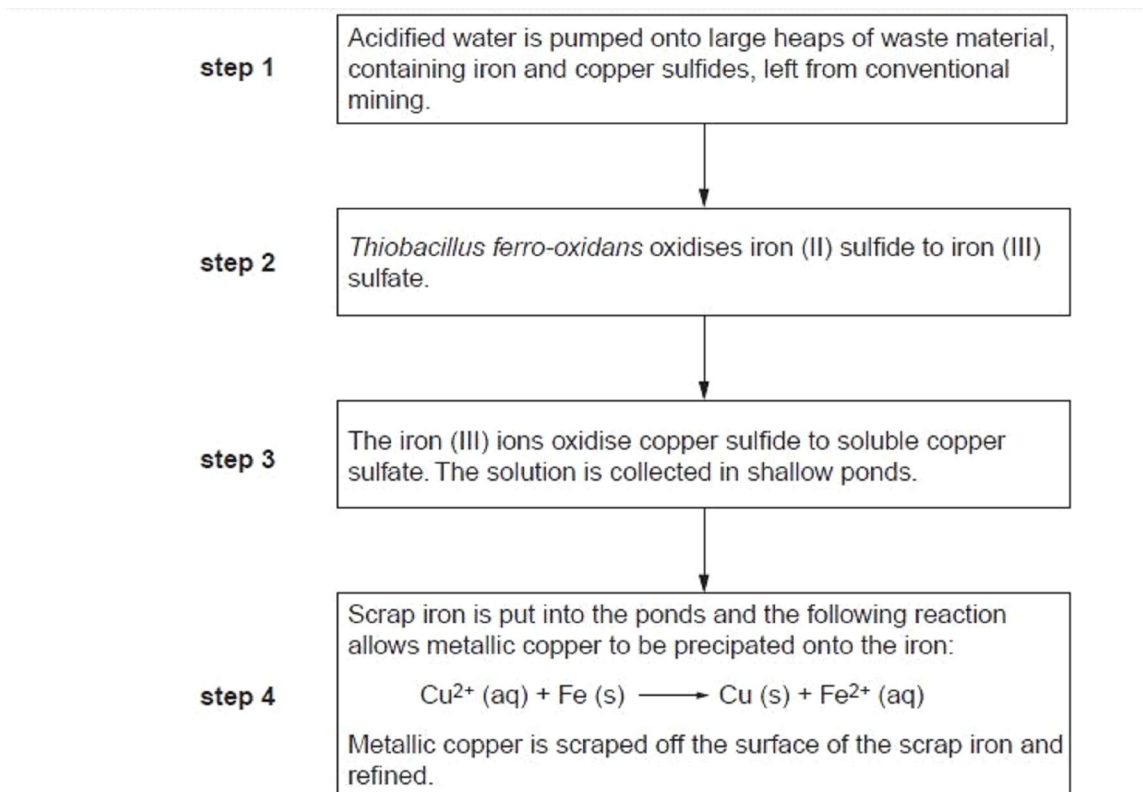 step 1
Acidified water is pumped onto large heaps of waste material,
containing iron and copper sulfides, left from conventional
mining.
step 2
Thiobacillus ferro-oxidans oxidises iron (II) sulfide to iron (III)
sulfate.
step 3
The iron (III) ions oxidise copper sulfide to soluble copper
sulfate. The solution is collected in shallow ponds.
step 4
Scrap iron is put into the ponds and the following reaction
allows metallic copper to be precipated onto the iron:
Cu²⁺ (aq) + Fe (s) ⟶ Cu (s) + Fe²⁺ (aq)
Metallic copper is scraped off the surface of the scrap iron and
refined.